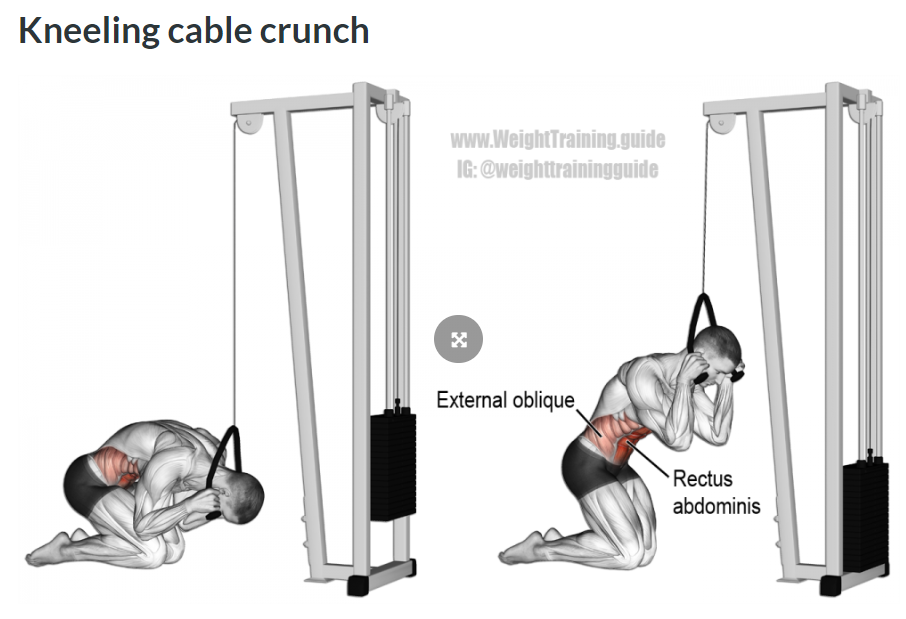 Kneeling cable crunch
www.WeightTraining.guide
IG: @weighttrainingguide
External oblique
Rectus
abdominis